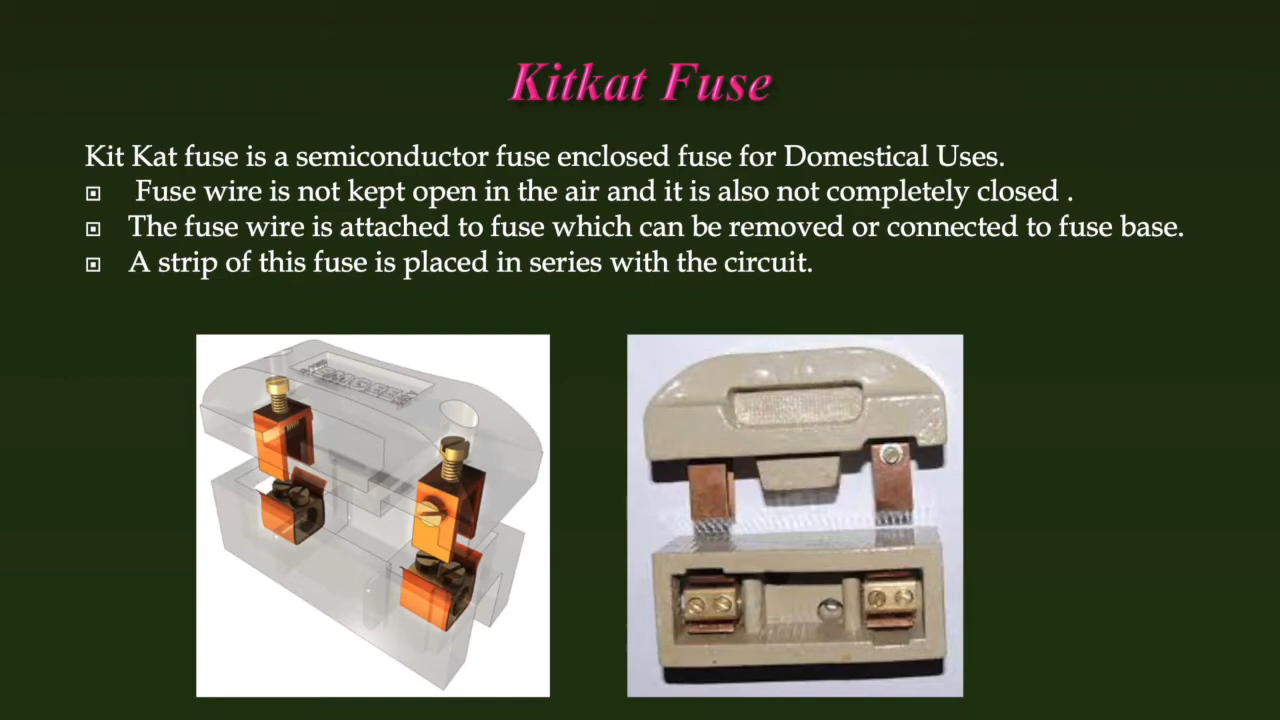 Kitkat Fuse
Kit Kat fuse is a semiconductor fuse enclosed fuse for Domestical Uses.
Fuse wire is not kept open in the air and it is also not completely closed .
The fuse wire is attached to fuse which can be removed or connected to fuse base.
A strip of this fuse is placed in series with the circuit.